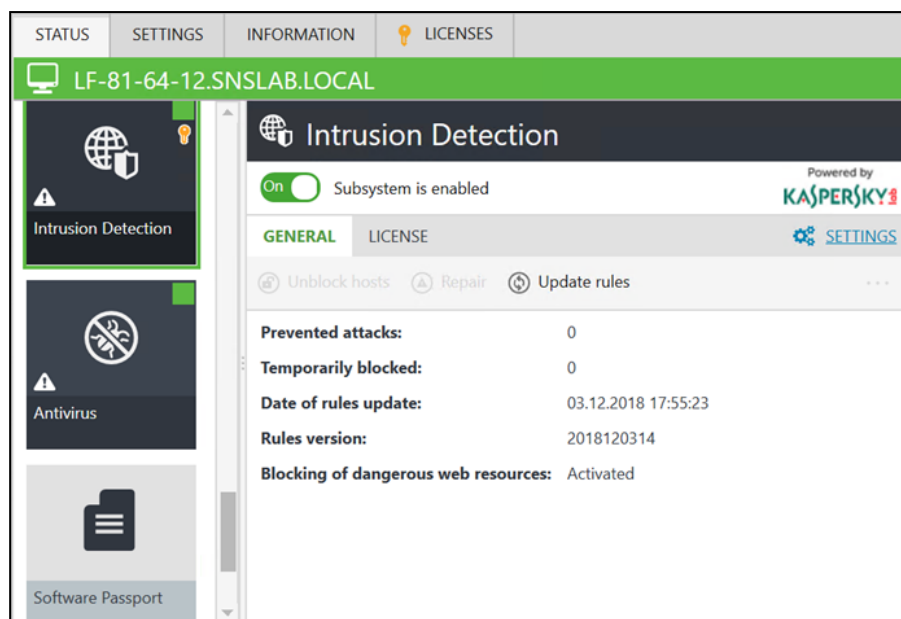 STATUS SETTINGS INFORMATION LICENSES
LF-81-64-12.SNSLAB.LOCAL
Intrusion Detection
Antivirus
Software Passport
Intrusion Detection
On Subsystem is enabled
Powered by
KASPERSKY lab
GENERAL LICENSE SETTINGS
Unblock hosts Repair Update rules ...
Prevented attacks: 0
Temporarily blocked: 0
Date of rules update: 03.12.2018 17:55:23
Rules version: 2018120314
Blocking of dangerous web resources: Activated